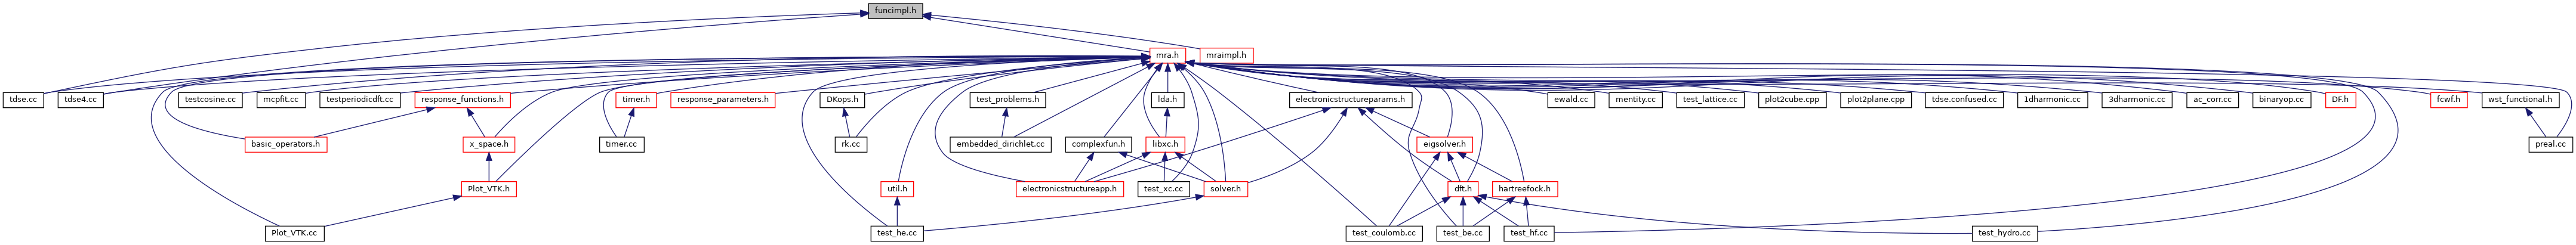 funcimpl.h
mra.h
mraimpl.h
tdse.cc
tdse4.cc
testcosine.cc
mcpfit.cc
testperiodicdft.cc
response_functions.h
timer.h
response_parameters.h
DKops.h
test_problems.h
lda.h
electronicstructureparams.h
ewald.cc
mentity.cc
test_lattice.cc
plot2cube.cpp
plot2plane.cpp
tdse.confused.cc
1dharmonic.cc
3dharmonic.cc
ac_corr.cc
binaryop.cc
DF.h
fcwf.h
wst_functional.h
basic_operators.h
x_space.h
timer.cc
rk.cc
embedded_dirichlet.cc
complexfun.h
libxc.h
eigsolver.h
preal.cc
Plot_VTK.h
util.h
electronicstructureapp.h
test_xc.cc
solver.h
dft.h
hartreefock.h
Plot_VTK.cc
test_he.cc
test_coulomb.cc
test_be.cc
test_hf.cc
test_hydro.cc